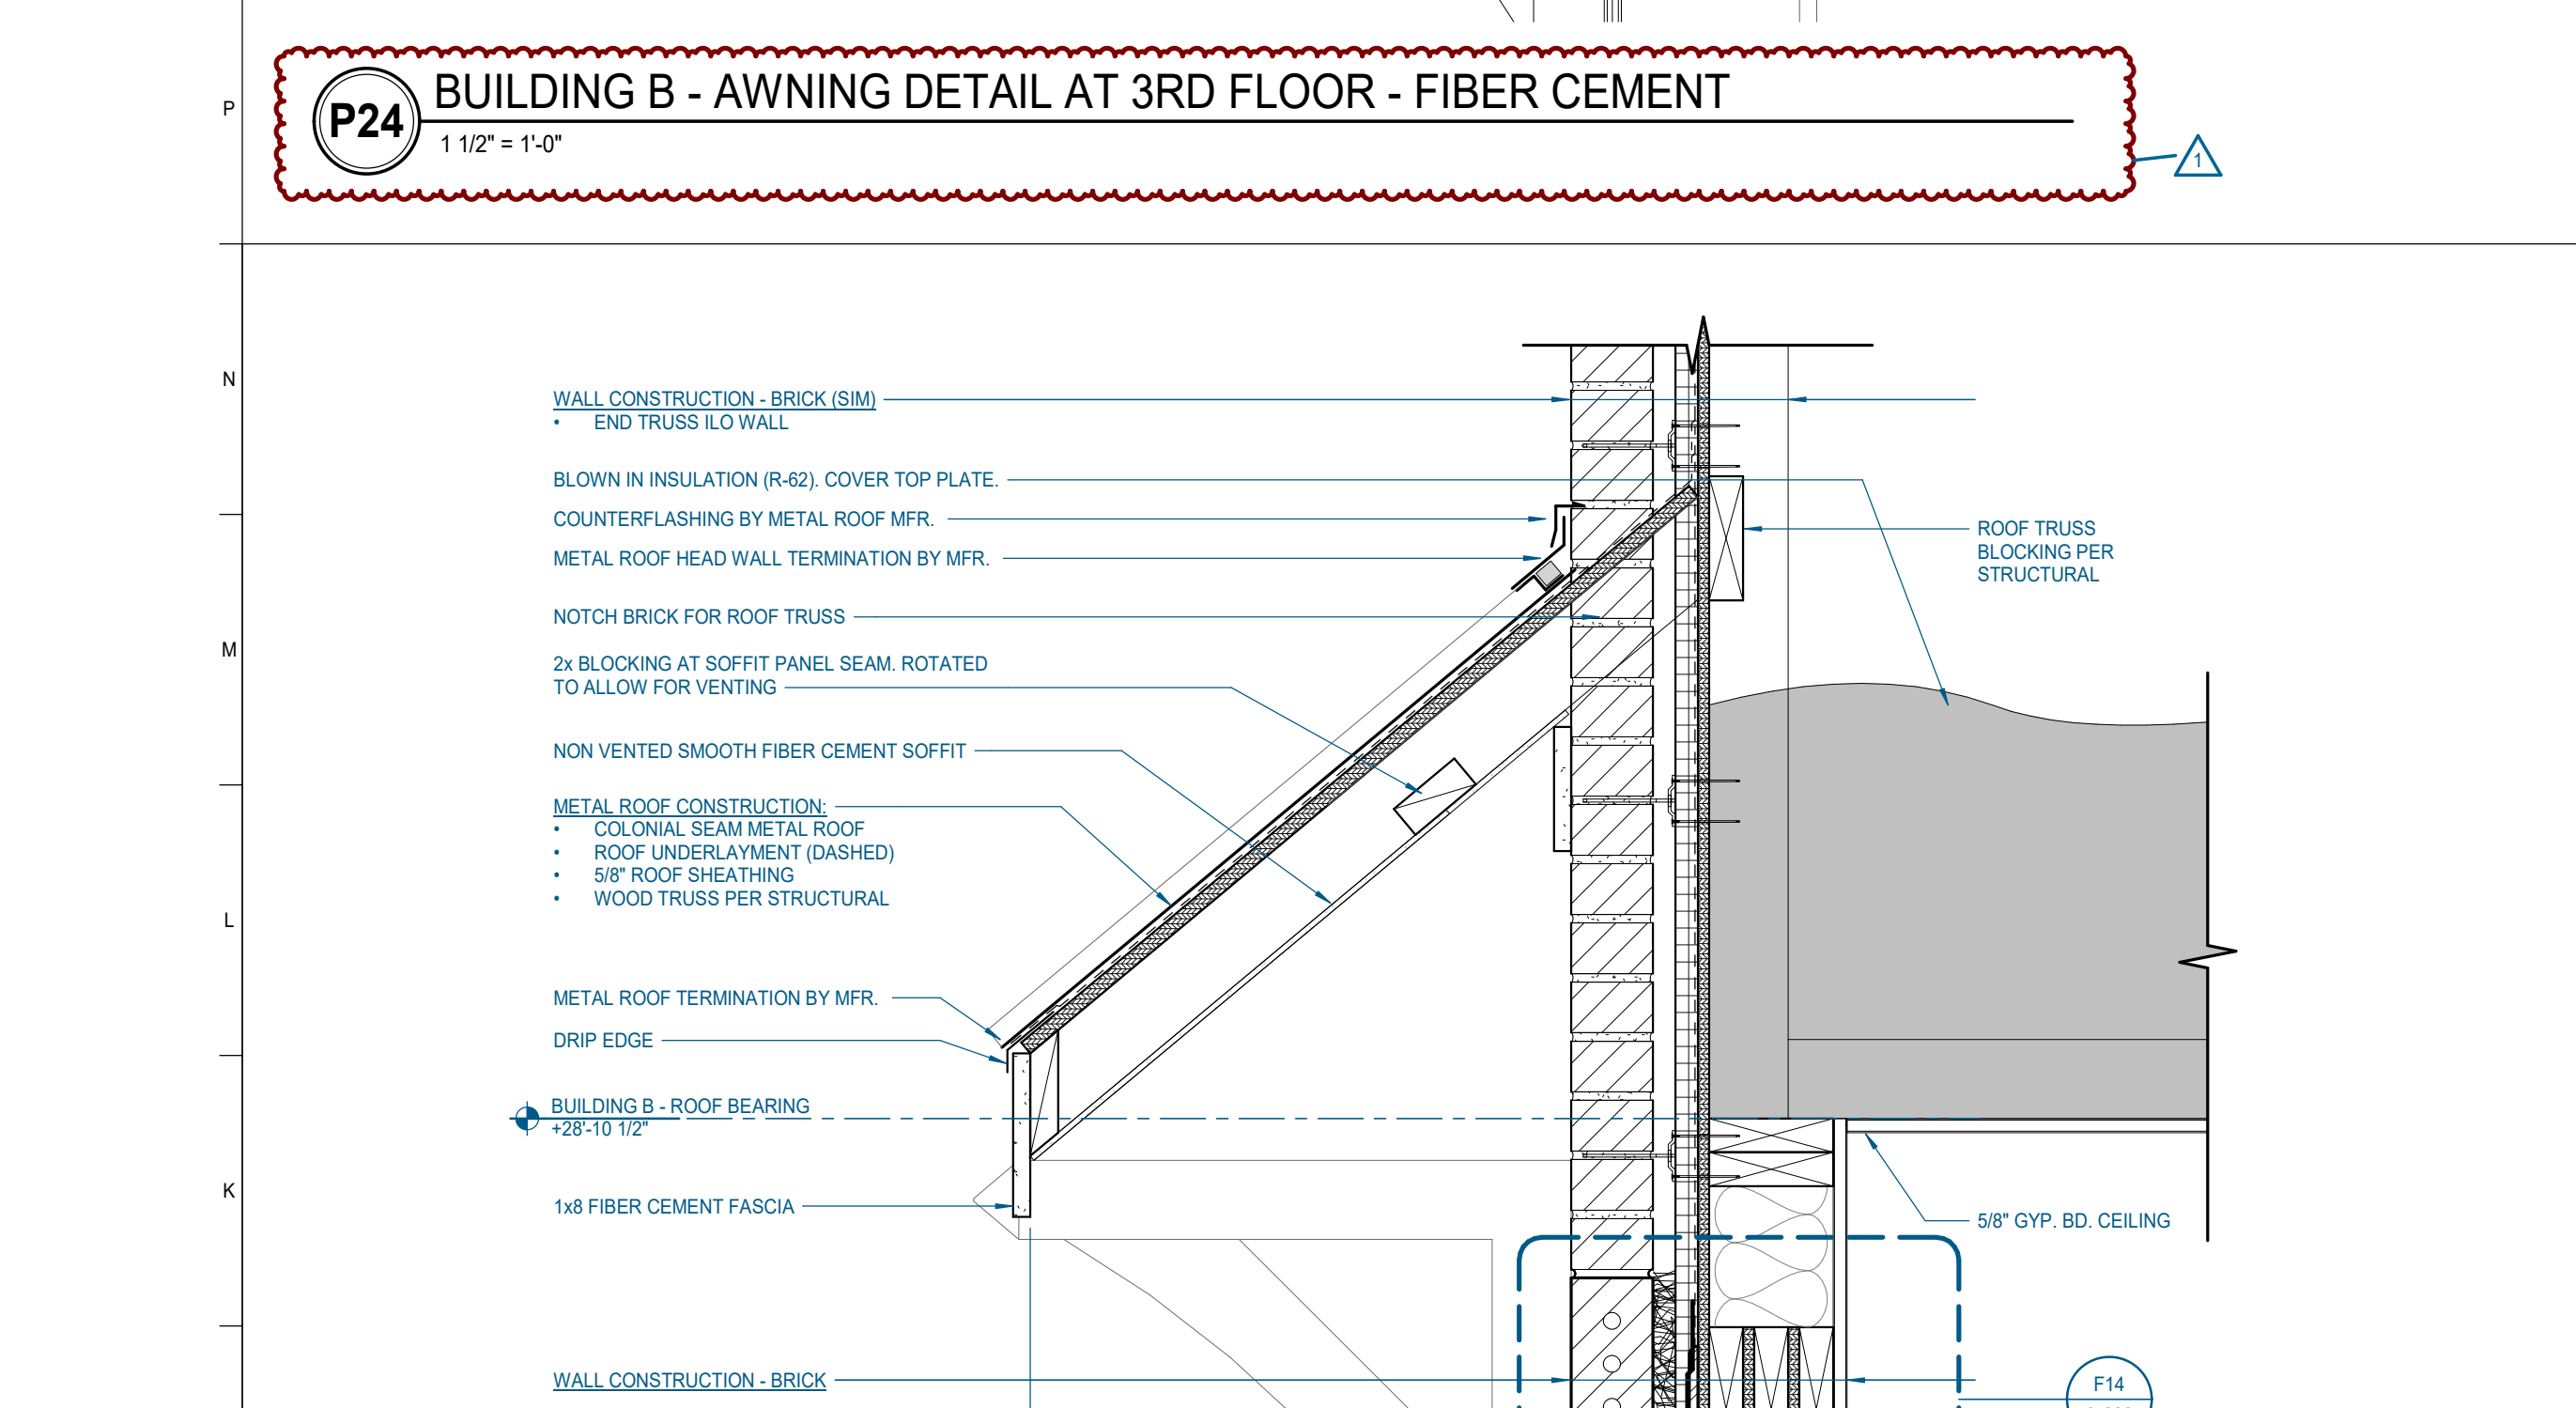 P
P24
BUILDING B - AWNING DETAIL AT 3RD FLOOR - FIBER CEMENT
1 1/2" = 1'-0"
1
N
WALL CONSTRUCTION - BRICK (SIM)
• END TRUSS ILO WALL
BLOWN IN INSULATION (R-62). COVER TOP PLATE.
COUNTERFLASHING BY METAL ROOF MFR.
METAL ROOF HEAD WALL TERMINATION BY MFR.
ROOF TRUSS
BLOCKING PER
STRUCTURAL
NOTCH BRICK FOR ROOF TRUSS
M
2x BLOCKING AT SOFFIT PANEL SEAM. ROTATED
TO ALLOW FOR VENTING
NON VENTED SMOOTH FIBER CEMENT SOFFIT
METAL ROOF CONSTRUCTION:
• COLONIAL SEAM METAL ROOF
• ROOF UNDERLAYMENT (DASHED)
• 5/8" ROOF SHEATHING
• WOOD TRUSS PER STRUCTURAL
L
METAL ROOF TERMINATION BY MFR.
DRIP EDGE
BUILDING B - ROOF BEARING
+28'-10 1/2"
K
1x8 FIBER CEMENT FASCIA
5/8" GYP. BD. CEILING
WALL CONSTRUCTION - BRICK
F14